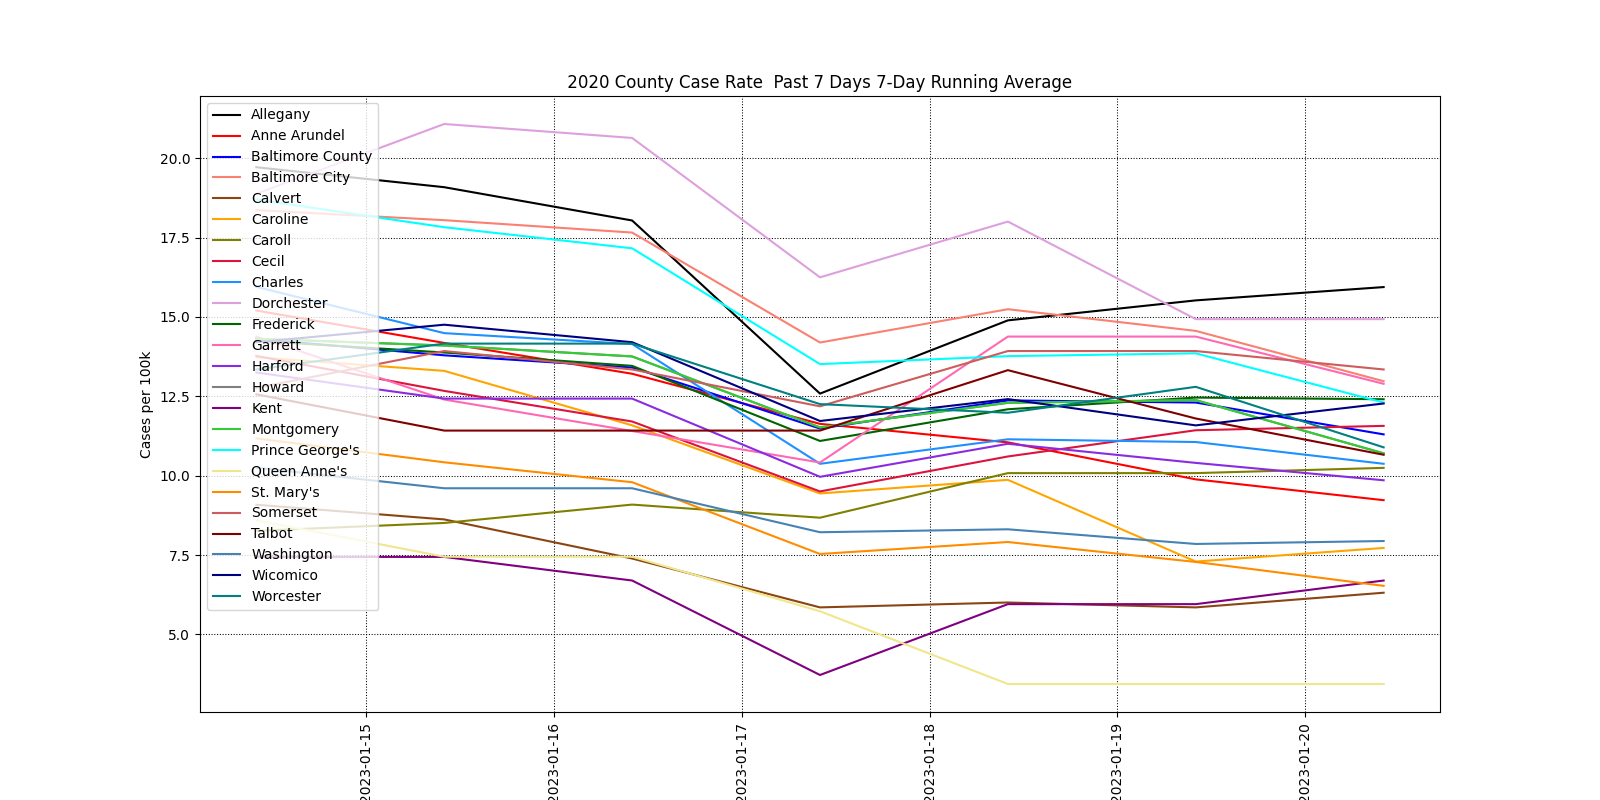 2020 County Case Rate  Past 7 Days 7-Day Running Average
Cases per 100k
20.0
17.5
15.0
12.5
10.0
7.5
5.0
Allegany
Anne Arundel
Baltimore County
Baltimore City
Calvert
Caroline
Caroll
Cecil
Charles
Dorchester
Frederick
Garrett
Harford
Howard
Kent
Montgomery
Prince George's
Queen Anne's
St. Mary's
Somerset
Talbot
Washington
Wicomico
Worcester
2023-01-15
2023-01-16
2023-01-17
2023-01-18
2023-01-19
2023-01-20